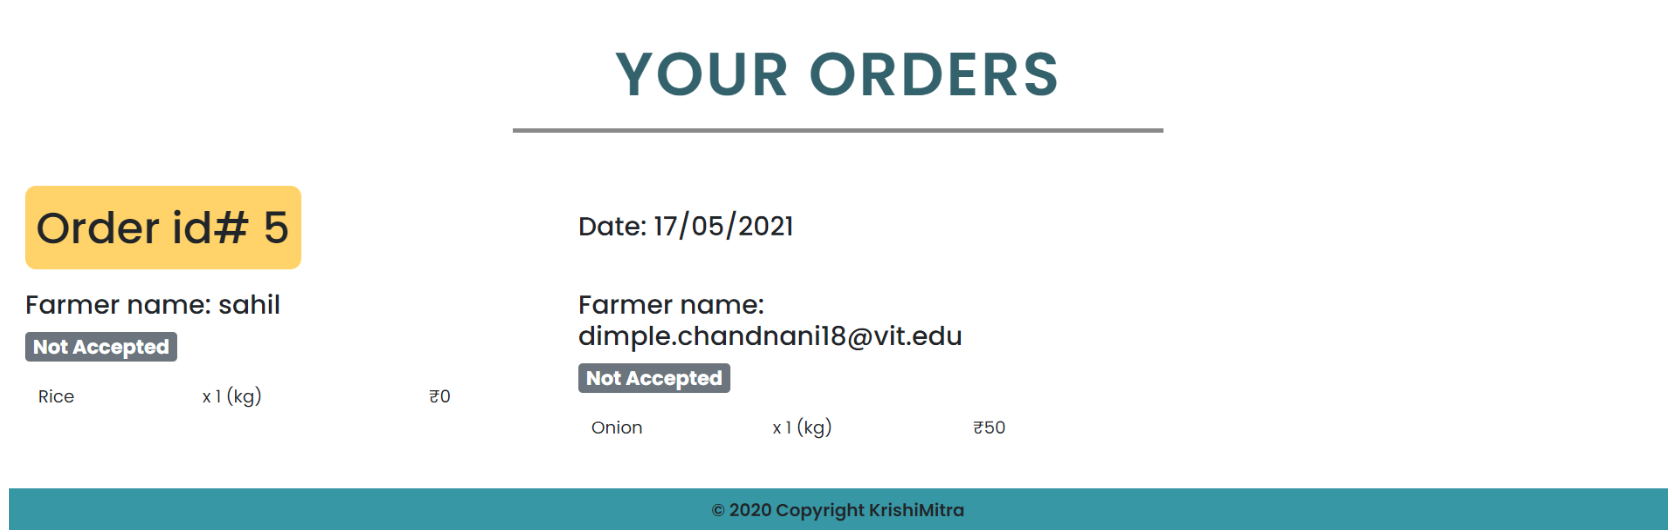 YOUR ORDERS
Order id# 5
Date: 17/05/2021
Farmer name: sahil
Not Accepted
Rice x 1 (kg) ₹0
Farmer name:
dimple.chandnani18@vit.edu
Not Accepted
Onion x 1 (kg) ₹50
© 2020 Copyright KrishiMitra